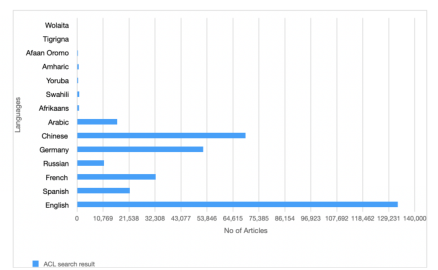 Wolaita
Tigrigna
Afaan Oromo
Amharic
Yoruba
Swahili
Afrikaans
Arabic
Chinese
Germany
Russian
French
Spanish
English
Languages
0 10,769 21,538 32,308 43,077 53,846 64,615 75,385 86,154 96,923 107,692 118,462 129,231 140,000
No of Articles
ACL search result